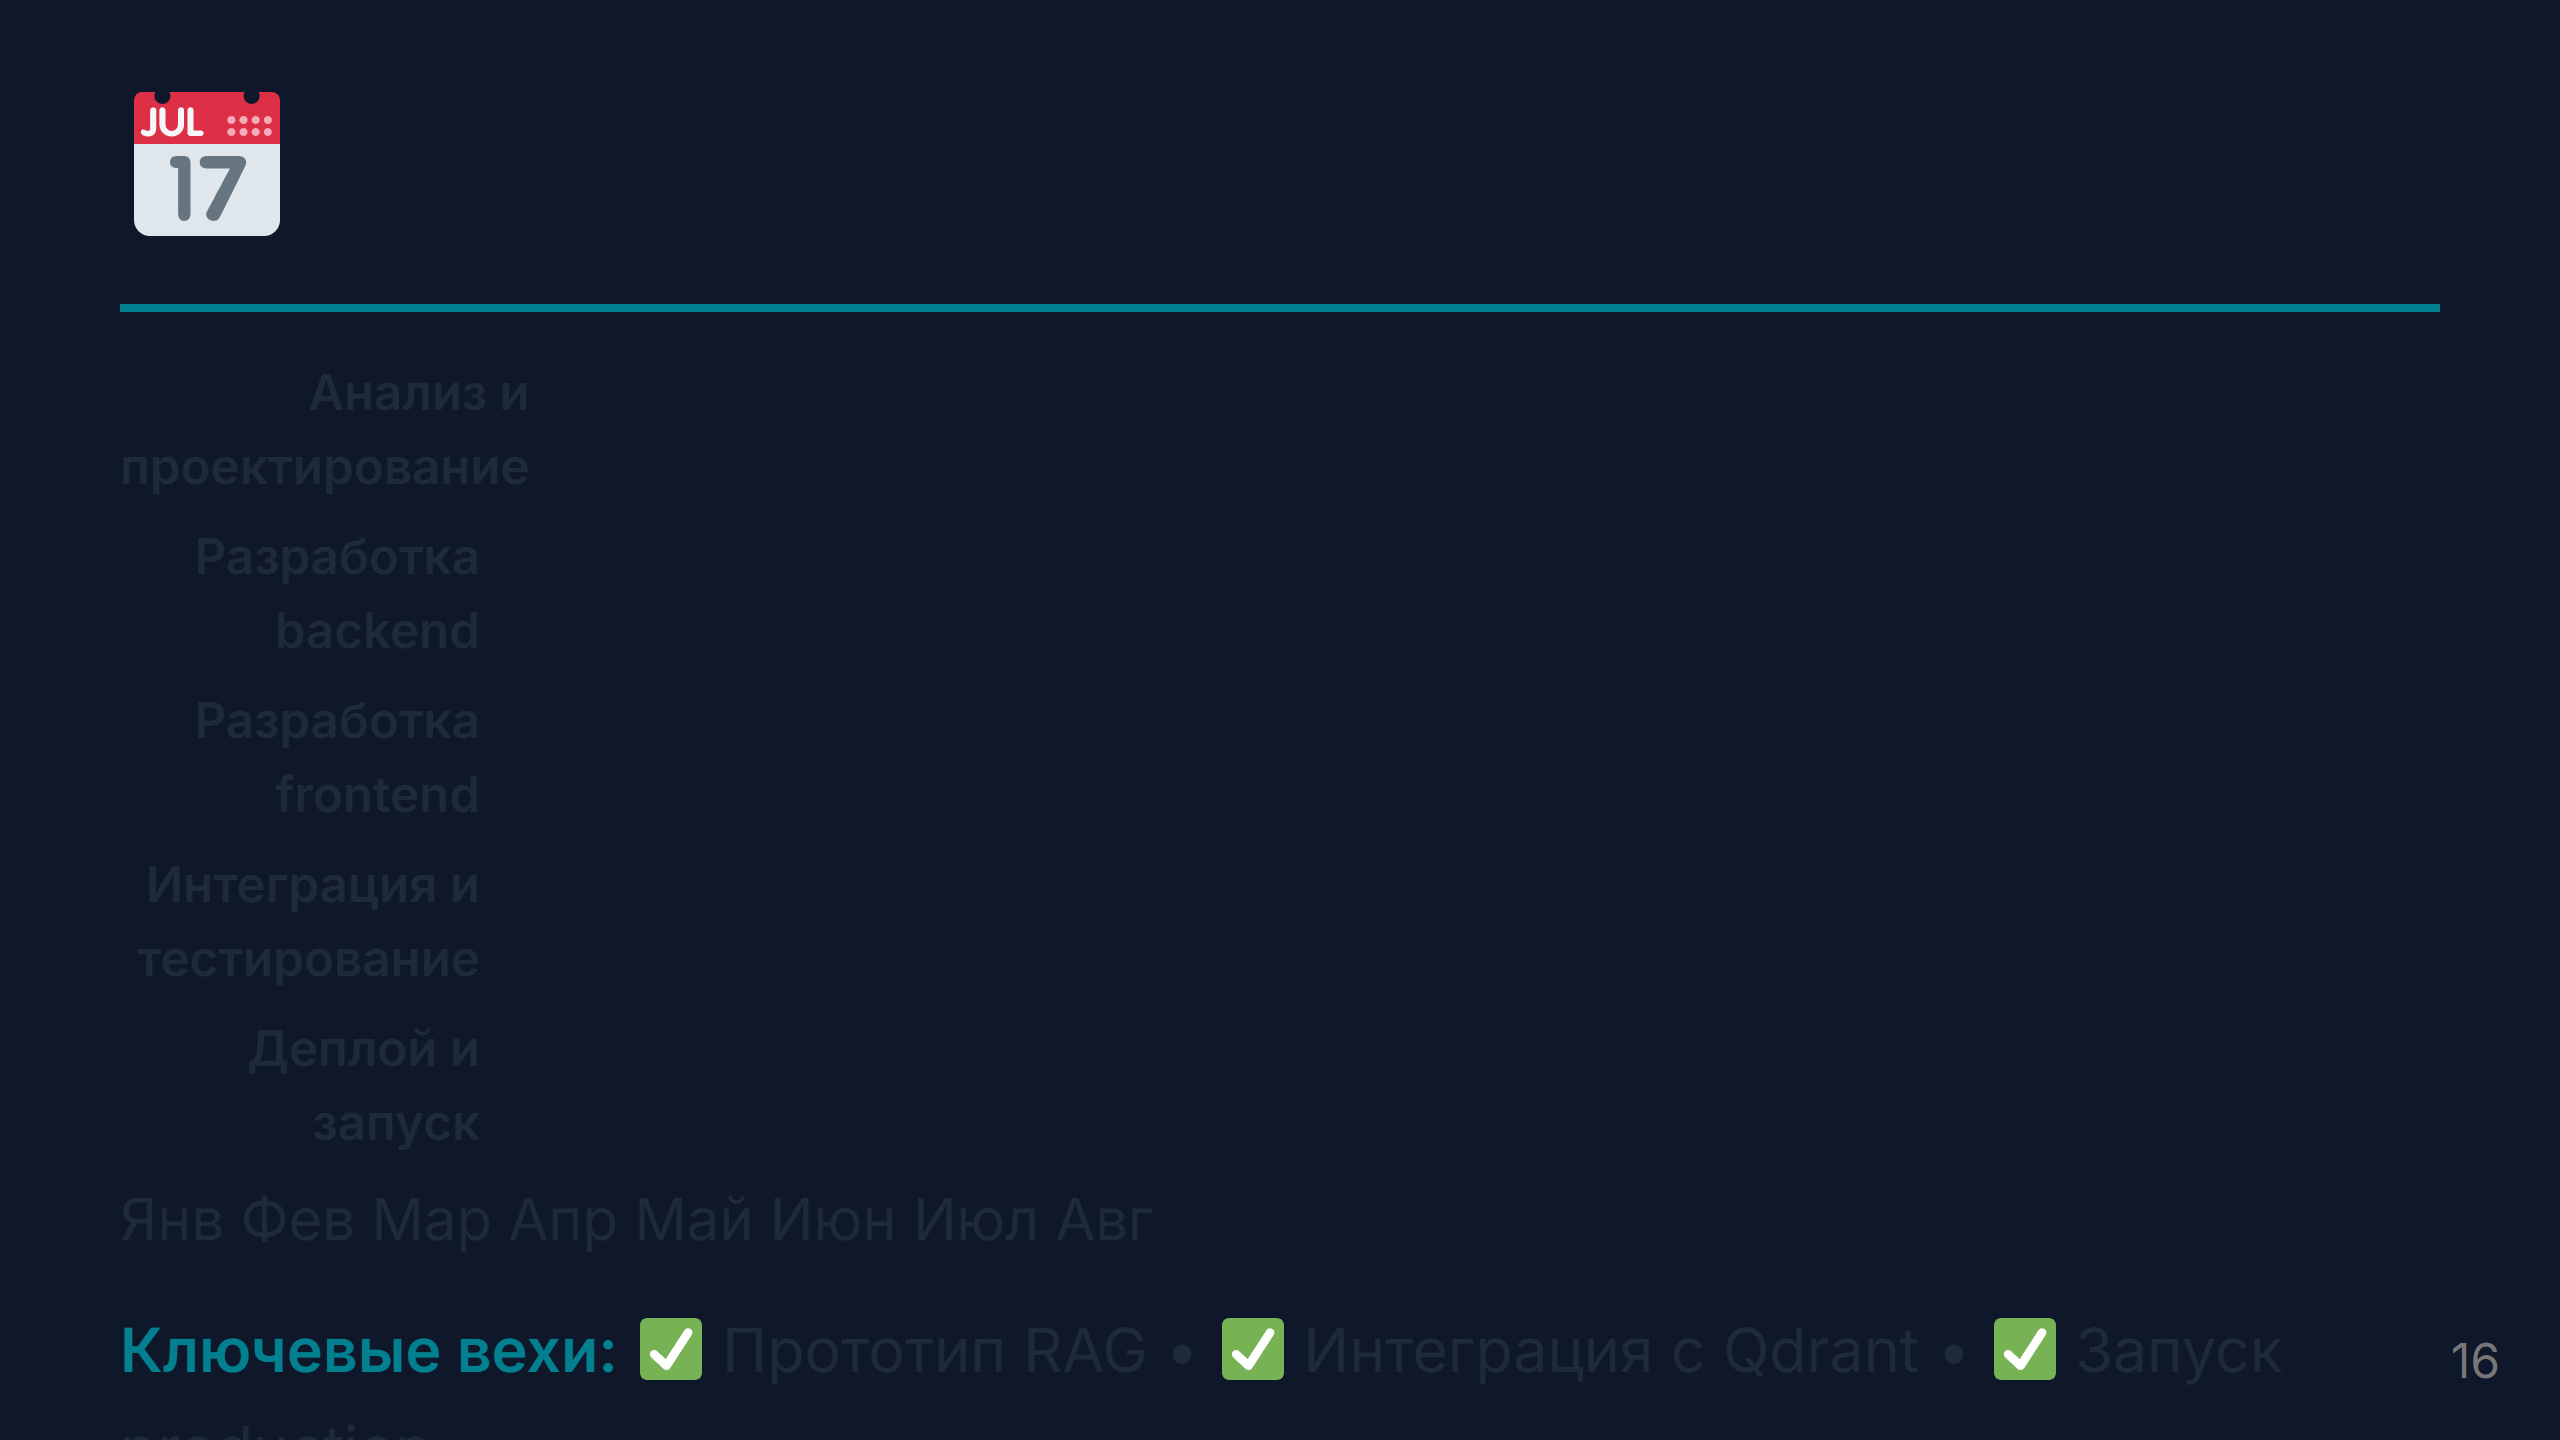 JUL
17
Анализ и
проектирование
Разработка
backend
Разработка
frontend
Интеграция и
тестирование
Деплой и
запуск
Янв Фев Мар Апр Май Июн Июл Авг
Ключевые вехи: ✅ Прототип RAG • ✅ Интеграция с Qdrant • ✅ Запуск
production
16